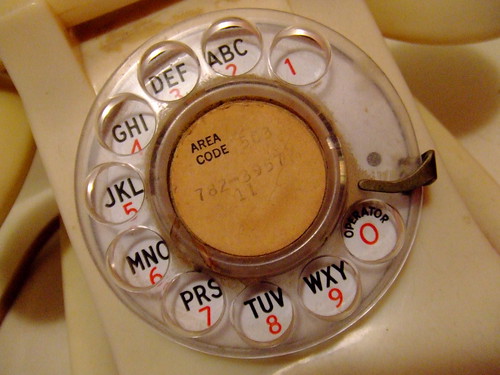 1
ABC
2
DEF
3
GHI
4
JKL
5
MNO
6
PRS
7
TUV
8
WXY
9
OPERATOR
0
AREA
CODE